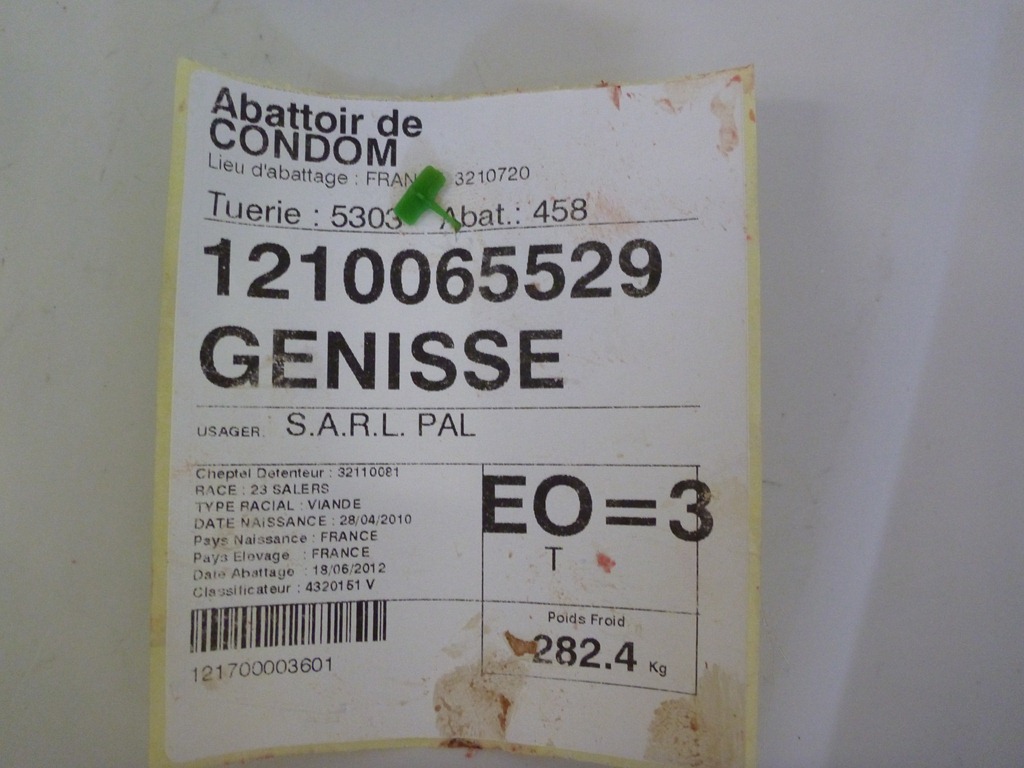 Abattoir de
CONDOM
Lieu d'abattage : FRAN 3210720
Tuerie : 5303 Abat.: 458
1210065529
GENISSE
USAGER. S.A.R.L. PAL
Cheptel Detenteur : 32110081
RACE : 23 SALERS
TYPE RACIAL : VIANDE
DATE NAISSANCE : 28/04/2010
Pays Naissance : FRANCE
Pays Elevage : FRANCE
Date Abattage : 18/06/2012
Classificateur : 4320151 V
EO=3
T
Poids Froid
282.4 Kg
121700003601